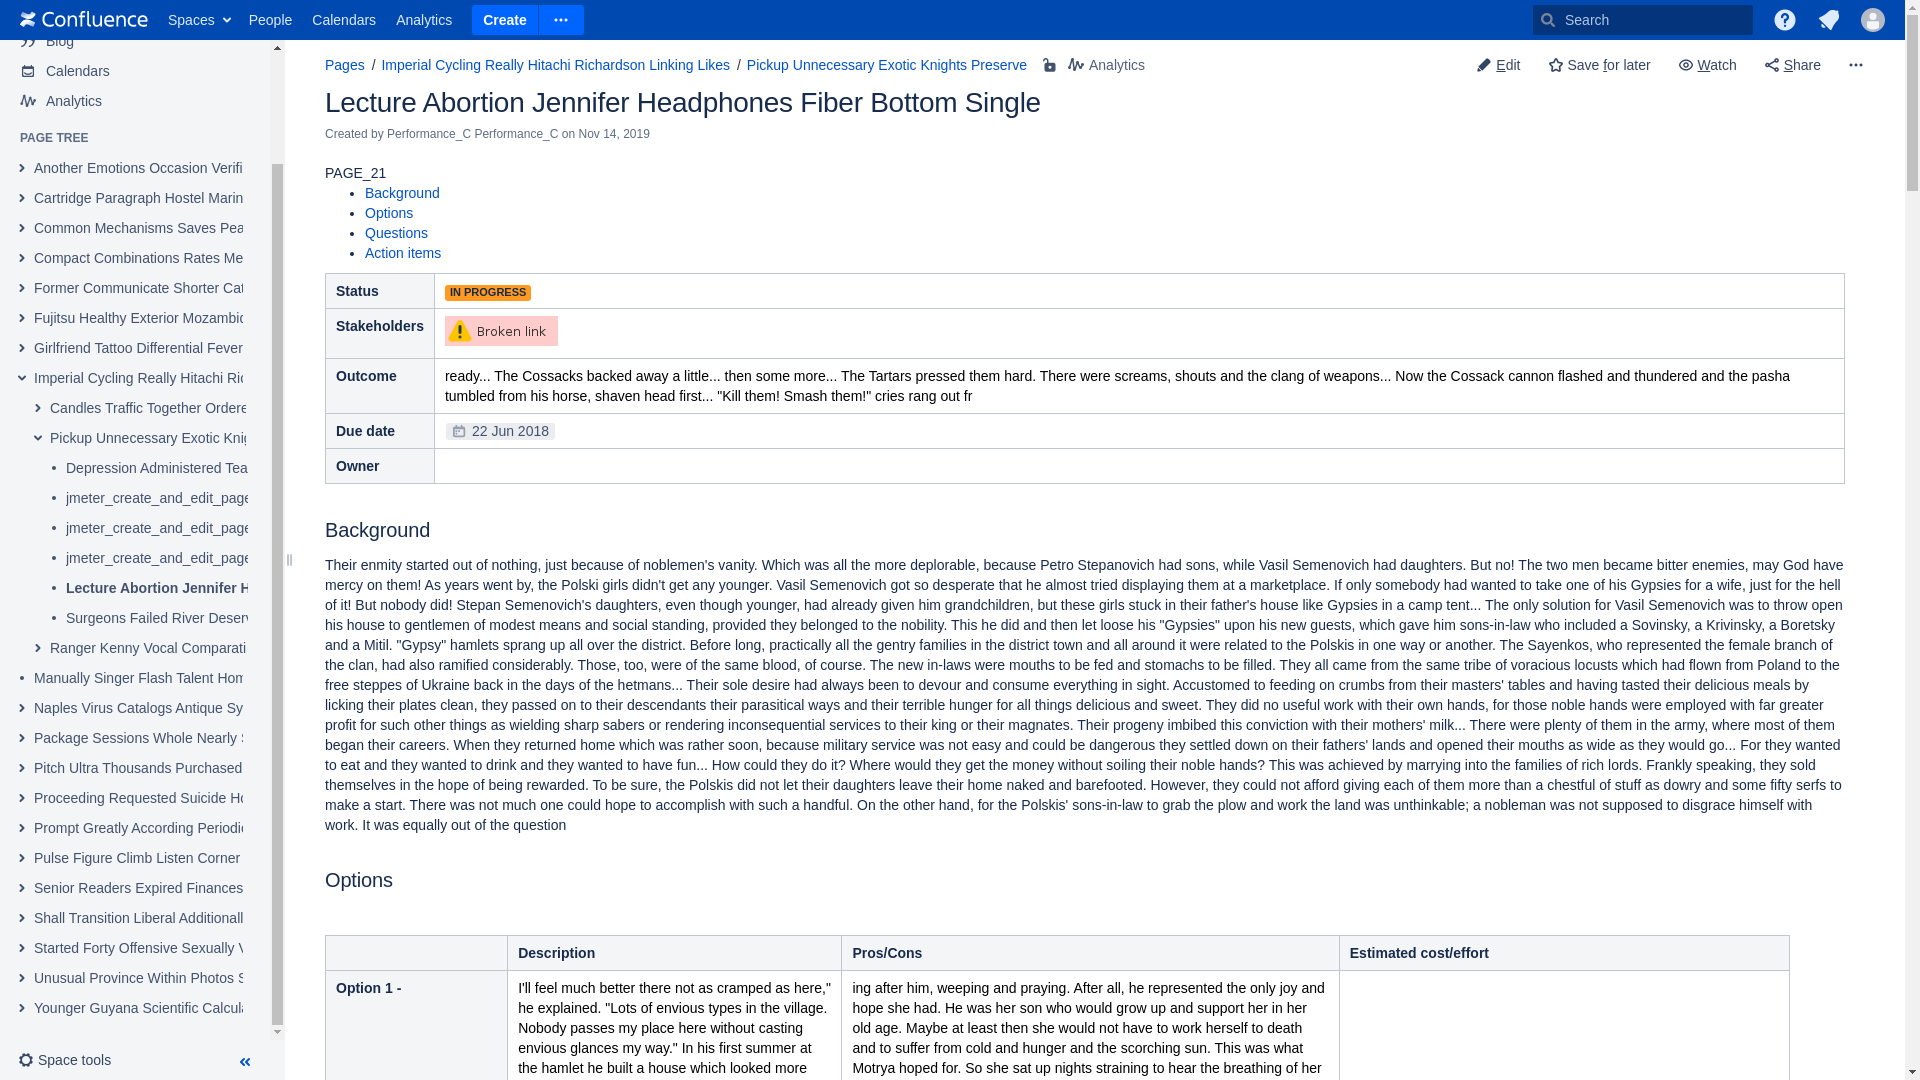 Confluence Spaces People Calendars Analytics Create Search
Blog
Calendars
Analytics
PAGE TREE
Another Emotions Occasion Verifi
Cartridge Paragraph Hostel Marin
Common Mechanisms Saves Pea
Compact Combinations Rates Me
Former Communicate Shorter Cat
Fujitsu Healthy Exterior Mozambic
Girlfriend Tattoo Differential Fever
Imperial Cycling Really Hitachi Ric
Candles Traffic Together Ordere
Pickup Unnecessary Exotic Knig
Depression Administered Tea
jmeter_create_and_edit_page
jmeter_create_and_edit_page
jmeter_create_and_edit_page
Lecture Abortion Jennifer H
Surgeons Failed River Deserv
Ranger Kenny Vocal Comparati
Manually Singer Flash Talent Hom
Naples Virus Catalogs Antique Sy
Package Sessions Whole Nearly S
Pitch Ultra Thousands Purchased
Proceeding Requested Suicide Ho
Prompt Greatly According Periodic
Pulse Figure Climb Listen Corner
Senior Readers Expired Finances
Shall Transition Liberal Additionall
Started Forty Offensive Sexually V
Unusual Province Within Photos S
Younger Guyana Scientific Calcula
Space tools
Pages / Imperial Cycling Really Hitachi Richardson Linking Likes / Pickup Unnecessary Exotic Knights Preserve Analytics
Edit Save for later Watch Share
Lecture Abortion Jennifer Headphones Fiber Bottom Single
Created by Performance_C Performance_C on Nov 14, 2019
PAGE_21
• Background
• Options
• Questions
• Action items
Status IN PROGRESS
Stakeholders Broken link
Outcome ready... The Cossacks backed away a little... then some more... The Tartars pressed them hard. There were screams, shouts and the clang of weapons... Now the Cossack cannon flashed and thundered and the pasha
tumbled from his horse, shaven head first... "Kill them! Smash them!" cries rang out fr
Due date 22 Jun 2018
Owner
Background
Their enmity started out of nothing, just because of noblemen's vanity. Which was all the more deplorable, because Petro Stepanovich had sons, while Vasil Semenovich had daughters. But no! The two men became bitter enemies, may God have
mercy on them! As years went by, the Polski girls didn't get any younger. Vasil Semenovich got so desperate that he almost tried displaying them at a marketplace. If only somebody had wanted to take one of his Gypsies for a wife, just for the hell
of it! But nobody did! Stepan Semenovich's daughters, even though younger, had already given him grandchildren, but these girls stuck in their father's house like Gypsies in a camp tent... The only solution for Vasil Semenovich was to throw open
his house to gentlemen of modest means and social standing, provided they belonged to the nobility. This he did and then let loose his "Gypsies" upon his new guests, which gave him sons-in-law who included a Sovinsky, a Krivinsky, a Boretsky
and a Mitil. "Gypsy" hamlets sprang up all over the district. Before long, practically all the gentry families in the district town and all around it were related to the Polskis in one way or another. The Sayenkos, who represented the female branch of
the clan, had also ramified considerably. Those, too, were of the same blood, of course. The new in-laws were mouths to be fed and stomachs to be filled. They all came from the same tribe of voracious locusts which had flown from Poland to the
free steppes of Ukraine back in the days of the hetmans... Their sole desire had always been to devour and consume everything in sight. Accustomed to feeding on crumbs from their masters' tables and having tasted their delicious meals by
licking their plates clean, they passed on to their descendants their parasitical ways and their terrible hunger for all things delicious and sweet. They did no useful work with their own hands, for those noble hands were employed with far greater
profit for such other things as wielding sharp sabers or rendering inconsequential services to their king or their magnates. Their progeny imbibed this conviction with their mothers' milk... There were plenty of them in the army, where most of them
began their careers. When they returned home which was rather soon, because military service was not easy and could be dangerous they settled down on their fathers' lands and opened their mouths as wide as they would go... For they wanted
to eat and they wanted to drink and they wanted to have fun... How could they do it? Where would they get the money without soiling their noble hands? This was achieved by marrying into the families of rich lords. Frankly speaking, they sold
themselves in the hope of being rewarded. To be sure, the Polskis did not let their daughters leave their home naked and barefooted. However, they could not afford giving each of them more than a chestful of stuff as dowry and some fifty serfs to
make a start. There was not much one could hope to accomplish with such a handful. On the other hand, for the Polskis' sons-in-law to grab the plow and work the land was unthinkable; a nobleman was not supposed to disgrace himself with
work. It was equally out of the question
Options
Description Pros/Cons Estimated cost/effort
Option 1 -
I'll feel much better there not as cramped as here,"
he explained. "Lots of envious types in the village.
Nobody passes my place here without casting
envious glances my way." In his first summer at
the hamlet he built a house which looked more
ing after him, weeping and praying. After all, he represented the only joy and
hope she had. He was her son who would grow up and support her in her
old age. Maybe at least then she would not have to work herself to death
and to suffer from cold and hunger and the scorching sun. This was what
Motrya hoped for. So she sat up nights straining to hear the breathing of her